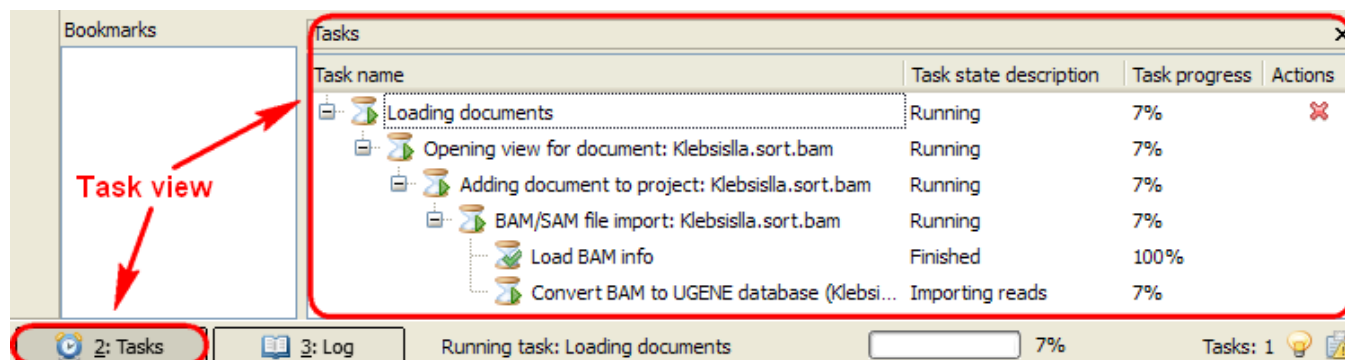 Bookmarks
Tasks
Task name Task state description Task progress Actions
Loading documents Running 7%
Opening view for document: Klebsislla.sort.bam Running 7%
Adding document to project: Klebsislla.sort.bam Running 7%
Task view
BAM/SAM file import: Klebsislla.sort.bam Running 7%
Load BAM info Finished 100%
Convert BAM to UGENE database (Klebsi... Importing reads 7%
2: Tasks 3: Log Running task: Loading documents 7% Tasks: 1